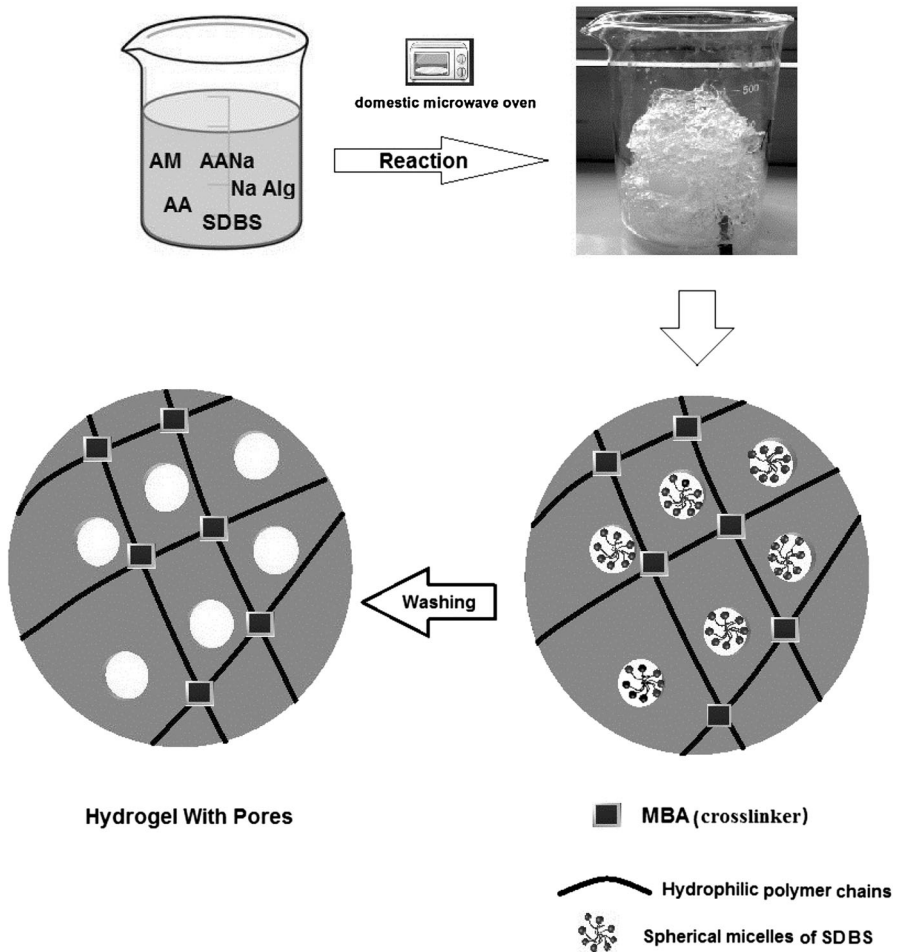 domestic microwave oven
AM AANa
Na Alg
AA
SDBS
Reaction
500
Washing
Hydrogel With Pores
MBA (crosslinker)
Hydrophilic polymer chains
Spherical micelles of SDBS